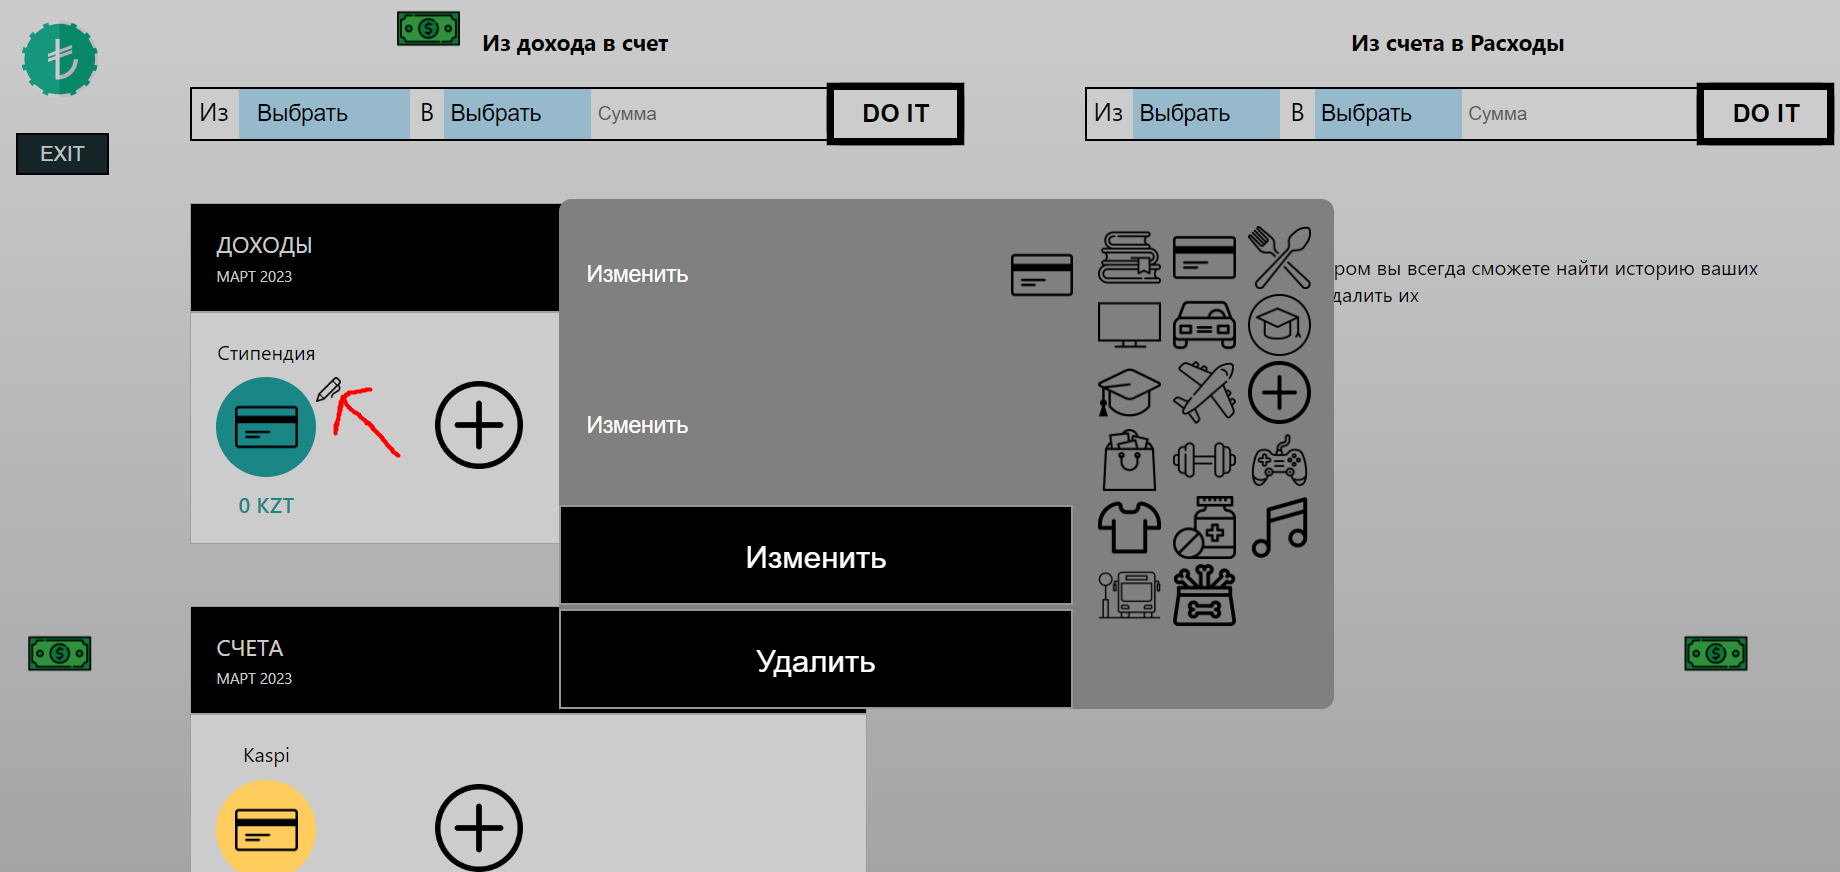 Из дохода в счет
Из счета в Расходы
Из Выбрать В Выбрать Сумма DO IT
Из Выбрать В Выбрать Сумма DO IT
EXIT
ДОХОДЫ
МАРТ 2023
Изменить
ром вы всегда сможете найти историю ваших
далить их
Стипендия
Изменить
0 KZT
Изменить
Удалить
СЧЕТА
МАРТ 2023
Kaspi